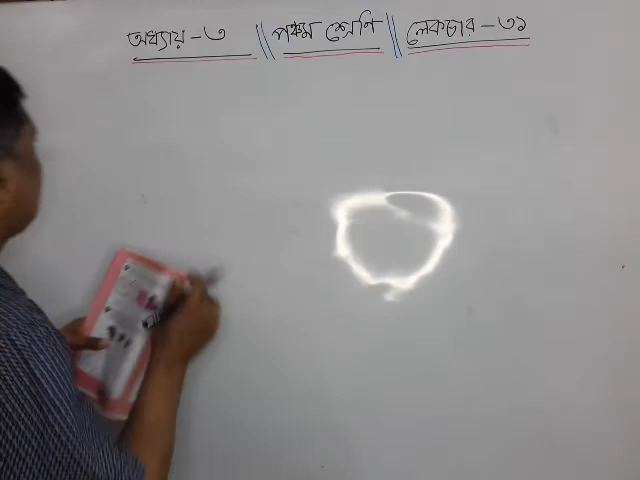 অধ্যায় - ৩ || পঞ্চম শ্রেণি || লেকচার - ৩১